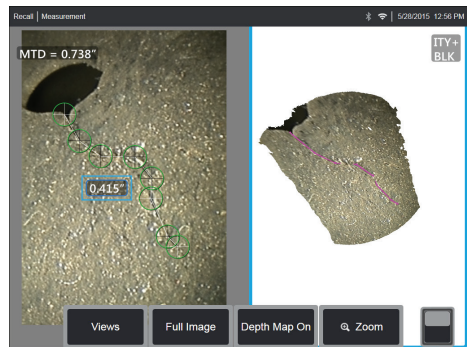 Recall | Measurement
5/28/2015 12:56 PM
MTD = 0.738"
ITY+
BLK
0.415"
Views
Full Image
Depth Map On
Zoom